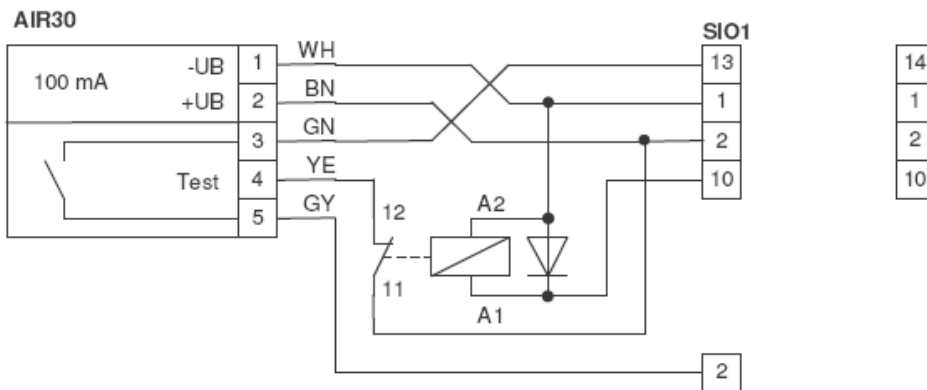 AIR30
SIO1
100 mA
-UB 1 WH 13 14
+UB 2 BN 1 1
3 GN 2 2
Test 4 YE 10 10
5 GY
12 A2
11
A1
2